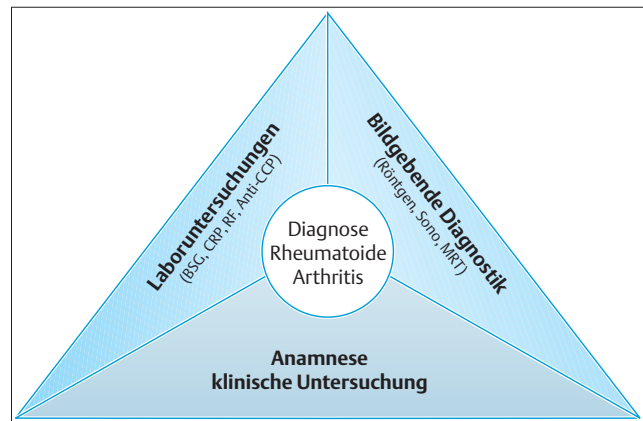 Laboruntersuchungen
(BSG, CRP, RF, Anti-CCP)
Bildgebende Diagnostik
(Röntgen, Sono, MRT)
Diagnose
Rheumatoide
Arthritis
Anamnese
klinische Untersuchung